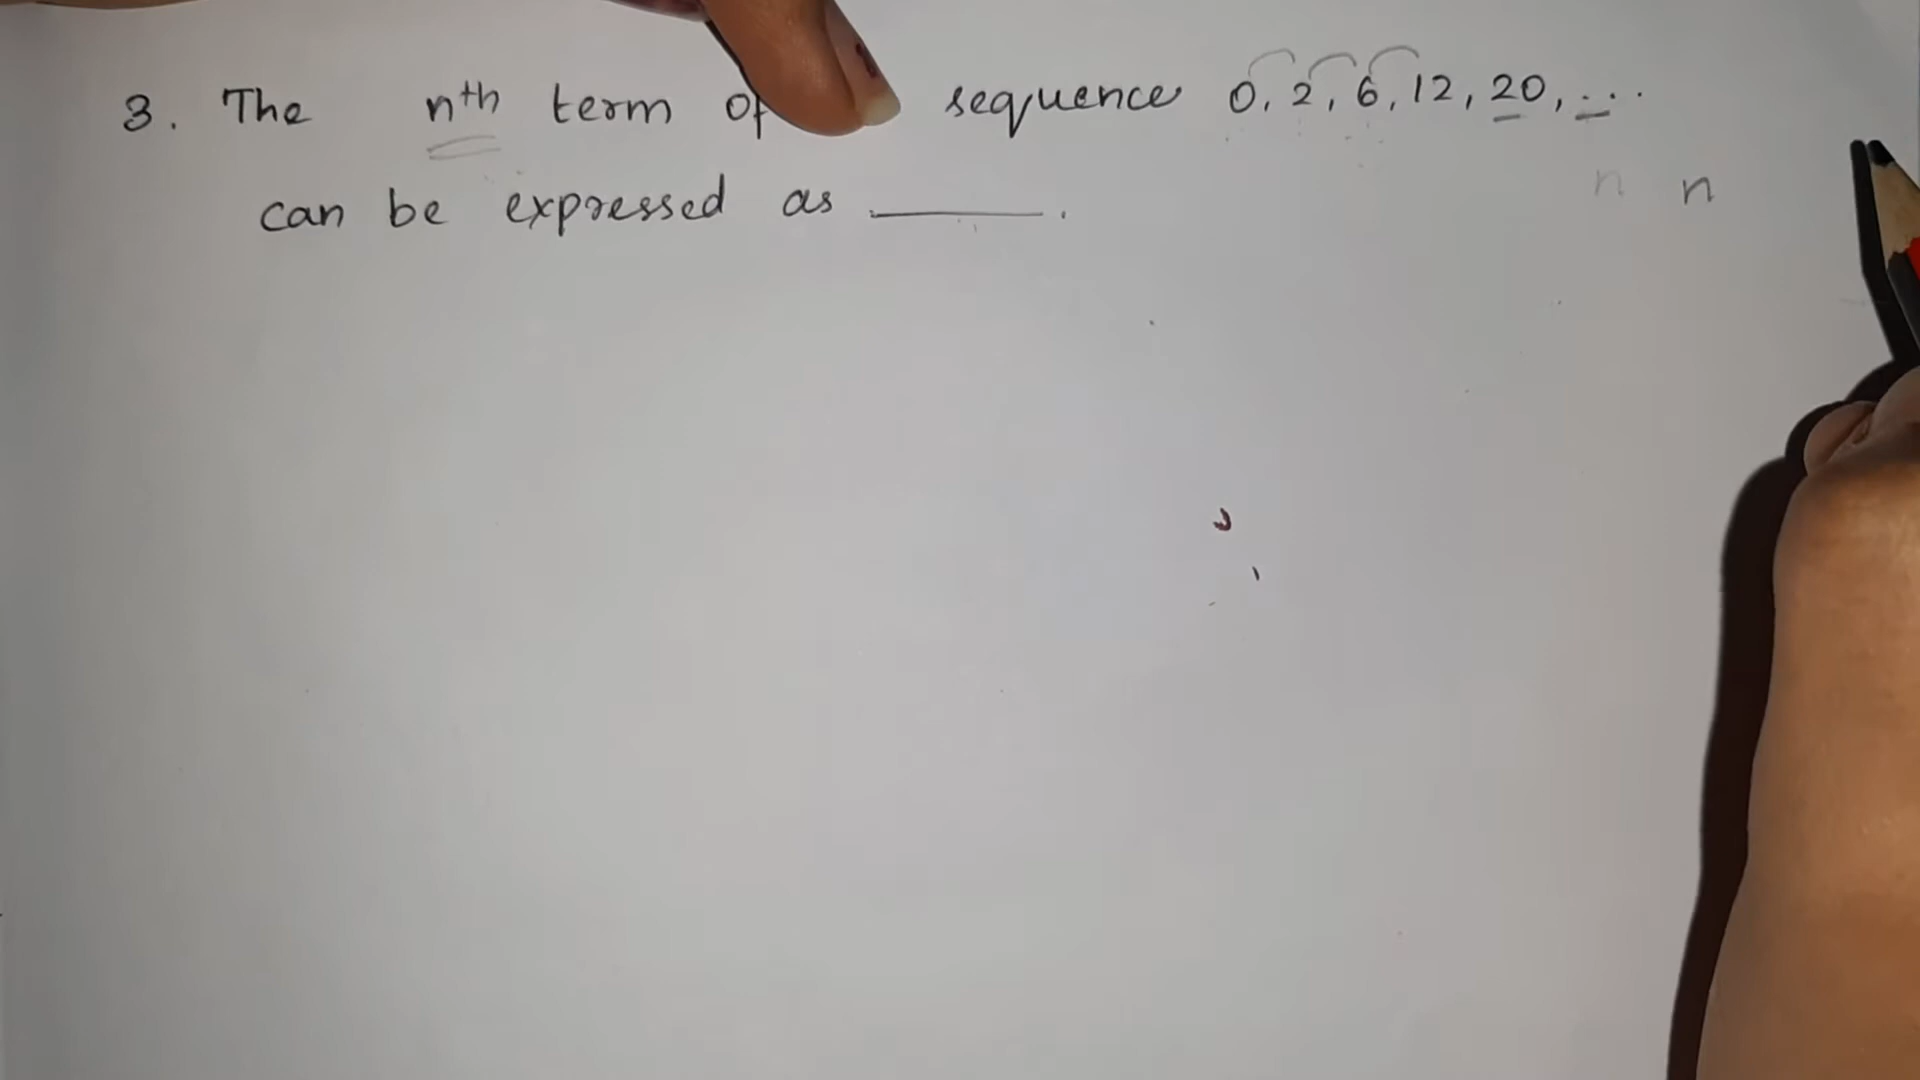 3. The nth term of sequence 0, 2, 6, 12, 20, ...
n n
can be expressed as ______.